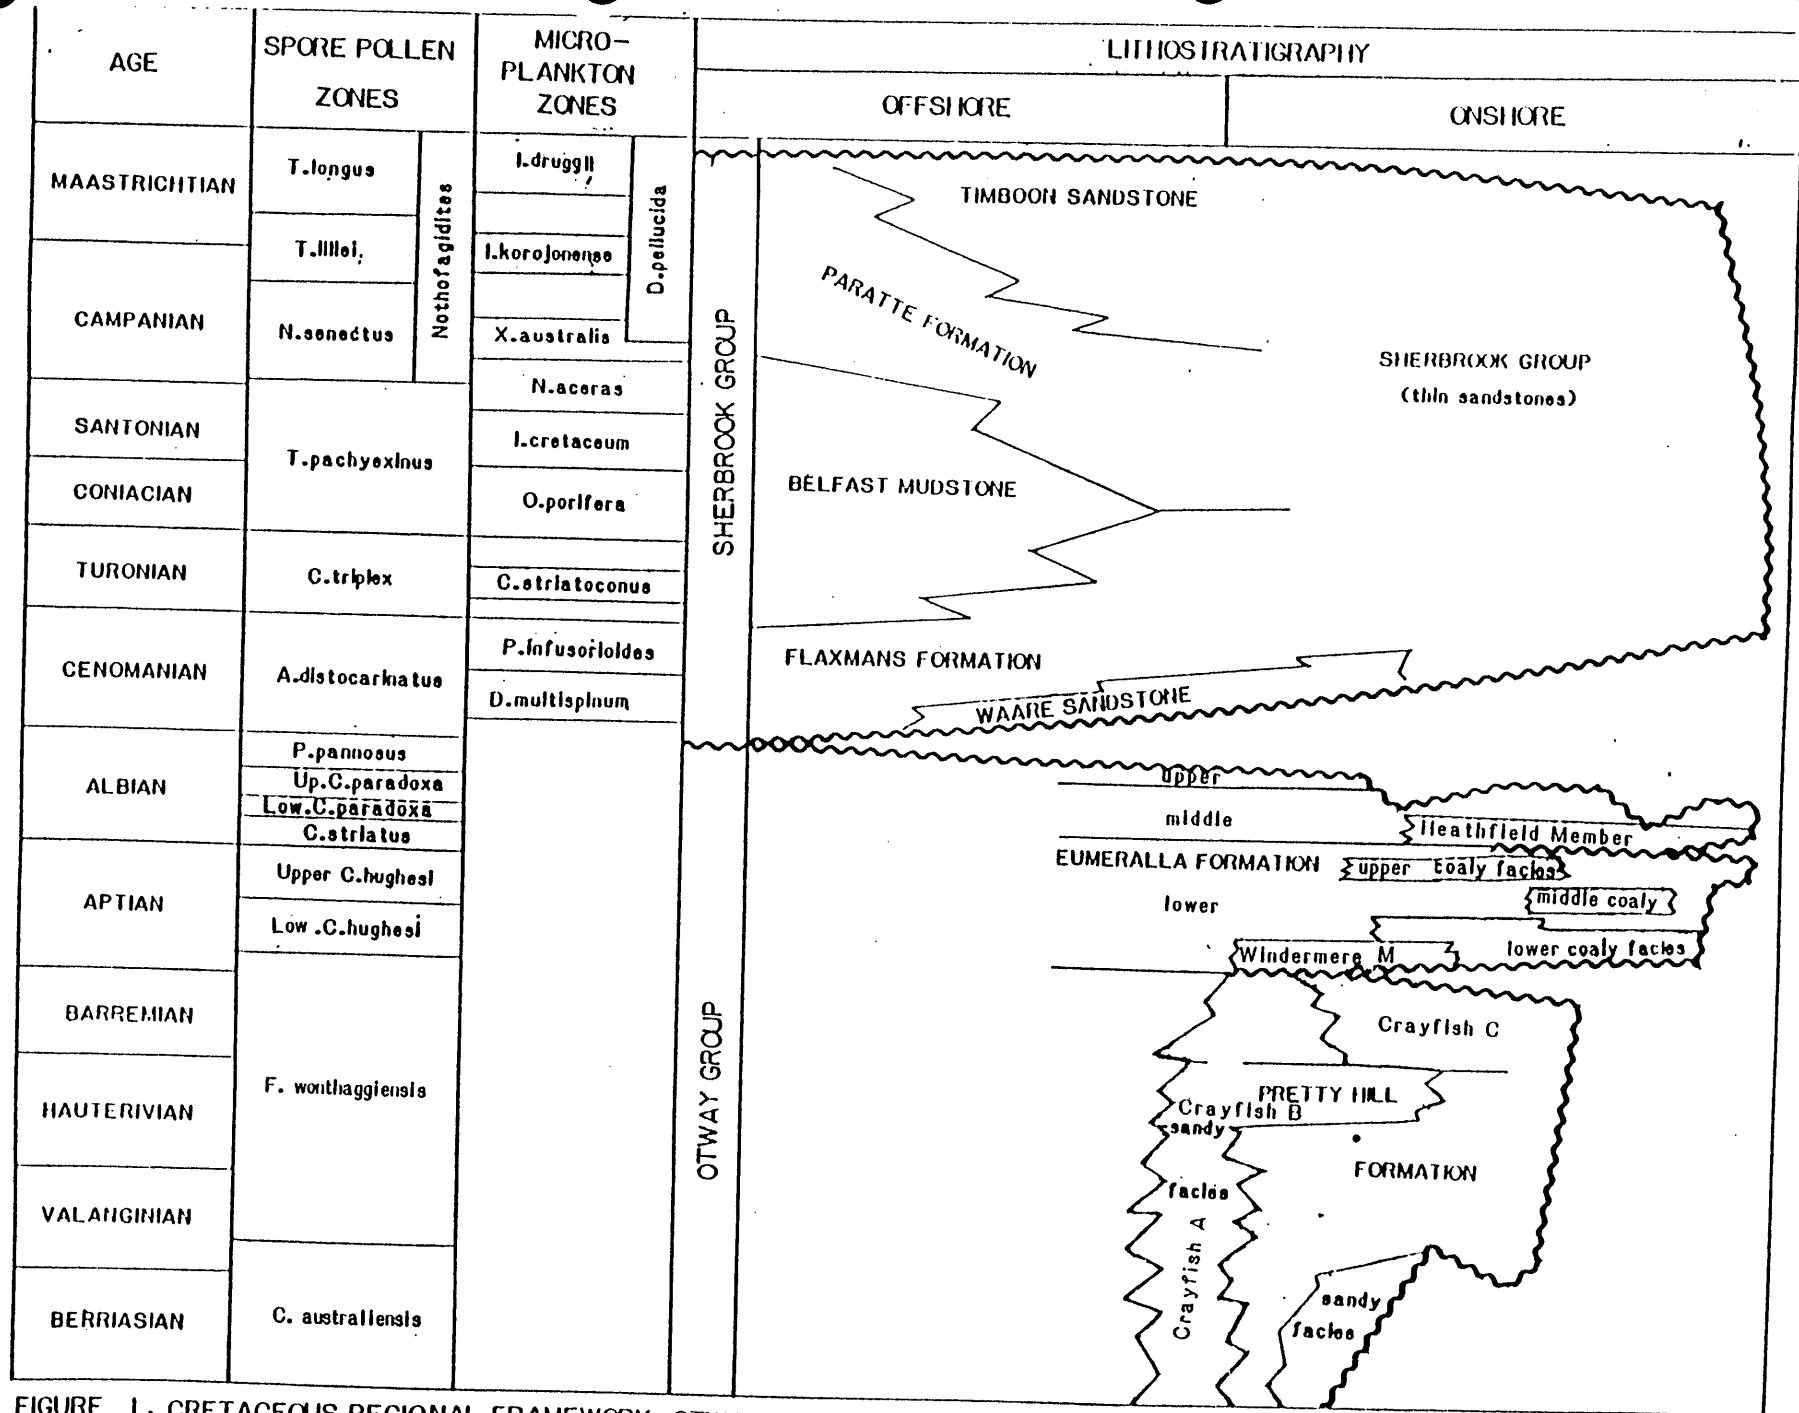 AGE
SPORE POLLEN
ZONES
MICRO-
PLANKTON
ZONES
LITHOSTRATIGRAPHY
OFFSHORE
ONSHORE
MAASTRICHTIAN
CAMPANIAN
SANTONIAN
CONIACIAN
TURONIAN
CENOMANIAN
ALBIAN
APTIAN
BARREMIAN
HAUTERIVIAN
VALANGINIAN
BERRIASIAN
T.longus
T.lillei
N.senectus
Nothofagidites
T.pachyexinus
C.triplex
A.distocarinatus
P.pannosus
Up.C.paradoxa
Low.C.paradoxa
C.striatus
Upper C.hughesi
Low.C.hughesi
F. wonthaggiensis
C. australiensis
I.druggii
I.korojonense
X.australis
D.pellucida
N.aceras
I.cretaceum
O.porifera
C.striatoconus
P.infusorioides
D.multispinum
SHERBROOK GROUP
OTWAY GROUP
TIMBOON SANDSTONE
PARATTE FORMATION
SHERBROOK GROUP
(thin sandstones)
BELFAST MUDSTONE
FLAXMANS FORMATION
WAARE SANDSTONE
upper
middle
Heathfield Member
EUMERALLA FORMATION
upper coaly facies
middle coaly
lower
lower coaly facies
Windermere M
Crayfish C
PRETTY HILL
Crayfish B
sandy
FORMATION
facies
Crayfish A
sandy
facies
FIGURE 1. CRETACEOUS REGIONAL FRAMEWORK